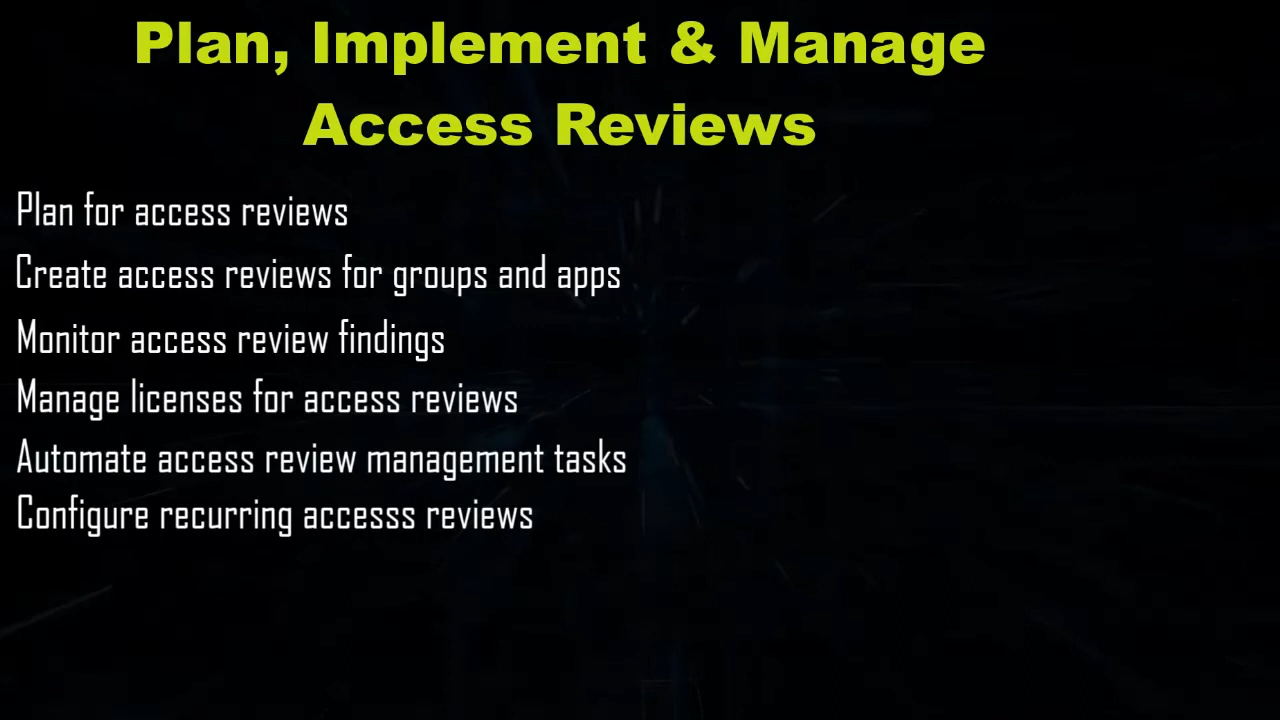 Plan, Implement & Manage
Access Reviews
Plan for access reviews
Create access reviews for groups and apps
Monitor access review findings
Manage licenses for access reviews
Automate access review management tasks
Configure recurring accesss reviews